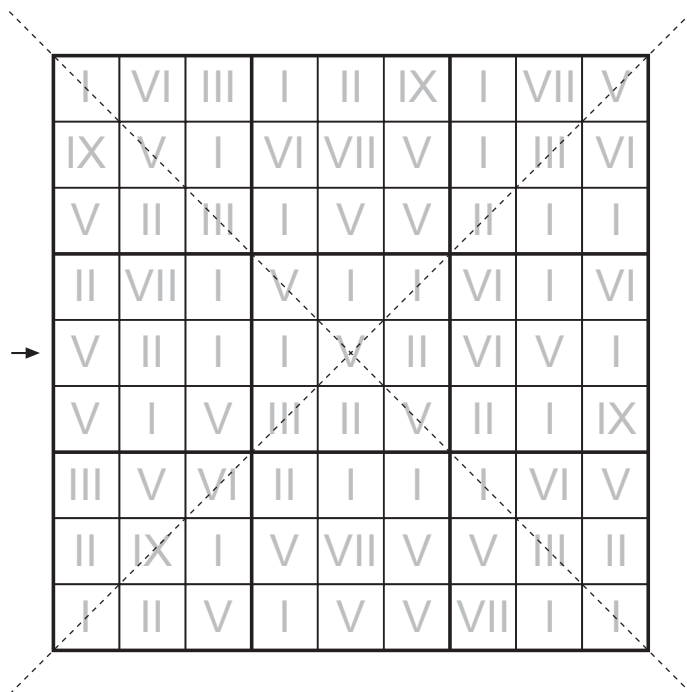 I VI III I II IX I VII V
IX V I VI VII V I III VI
V II III I V V II I I
II VII I V I I VI I VI
V II I I V II VI V I
V I V III II V II I IX
III V VI II I I I VI V
II IX I V VII V V III II
I II V I V V VII I I